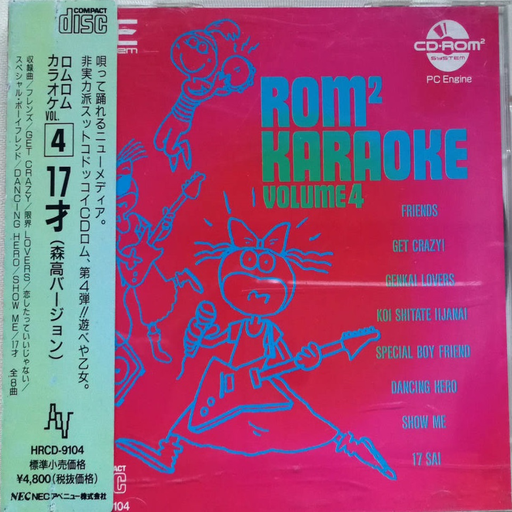 COMPACT
disc
ロムロム
カラオケVOL.
4
17才
(森高バージョン)
唄って踊れるニューメディア。
非実力派スットコドッコイCDロム、第4弾!!遊べや乙女。
収録曲/フレンズ/GET CRAZY/限界 LOVERS/恋したっていいじゃない/
スペシャル・ボーイフレンド/DANCING HERO/SHOW ME/17才 全8曲
AV
HRCD-9104
標準小売価格
¥4,800(税抜価格)
NEC NECアベニュー株式会社
CD-ROM²
SYSTEM
PC Engine
ROM²
KARAOKE
VOLUME 4
FRIENDS
GET CRAZY!
GENKAI LOVERS
KOI SHITATE IIJANAI
SPECIAL BOY FRIEND
DANCING HERO
SHOW ME
17 SAI